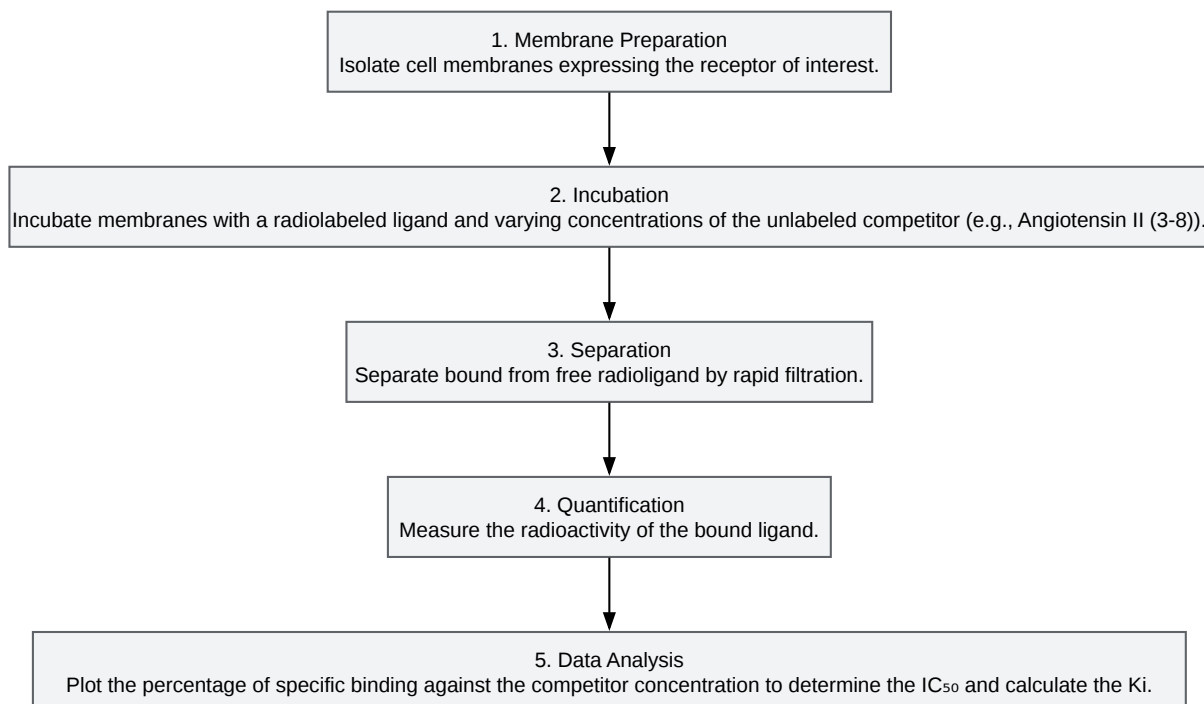 1. Membrane Preparation
Isolate cell membranes expressing the receptor of interest.
2. Incubation
Incubate membranes with a radiolabeled ligand and varying concentrations of the unlabeled competitor (e.g., Angiotensin II (3-8)).
3. Separation
Separate bound from free radioligand by rapid filtration.
4. Quantification
Measure the radioactivity of the bound ligand.
5. Data Analysis
Plot the percentage of specific binding against the competitor concentration to determine the IC₅₀ and calculate the Ki.